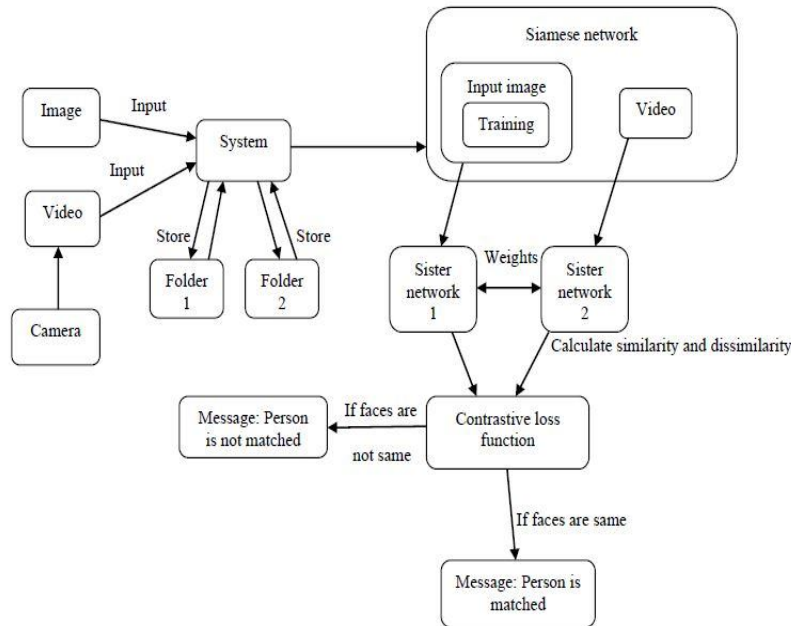 Siamese network
Input image
Training
Video
Image
Input
System
Input
Video
Store
Store
Folder
1
Folder
2
Camera
Sister
network
1
Weights
Sister
network
2
Calculate similarity and dissimilarity
Message: Person
is not matched
If faces are
not same
Contrastive loss
function
If faces are same
Message: Person is
matched